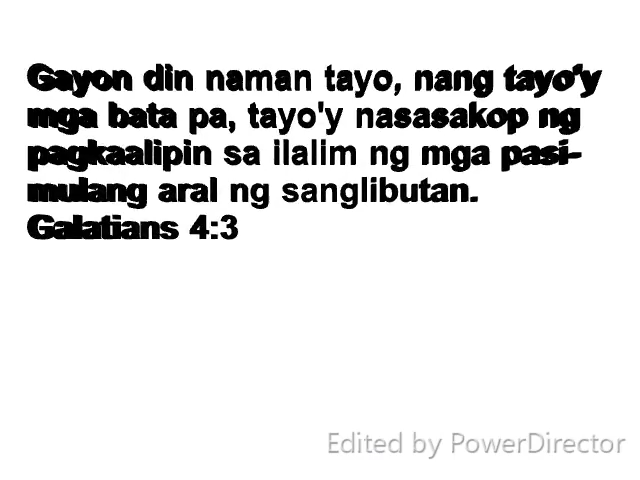 Gayon din naman tayo, nang tayo'y
mga bata pa, tayo'y nasasakop ng
pagkaalipin sa ilalim ng mga pasi-
mulang aral ng sanglibutan.
Galatians 4:3
Edited by PowerDirector